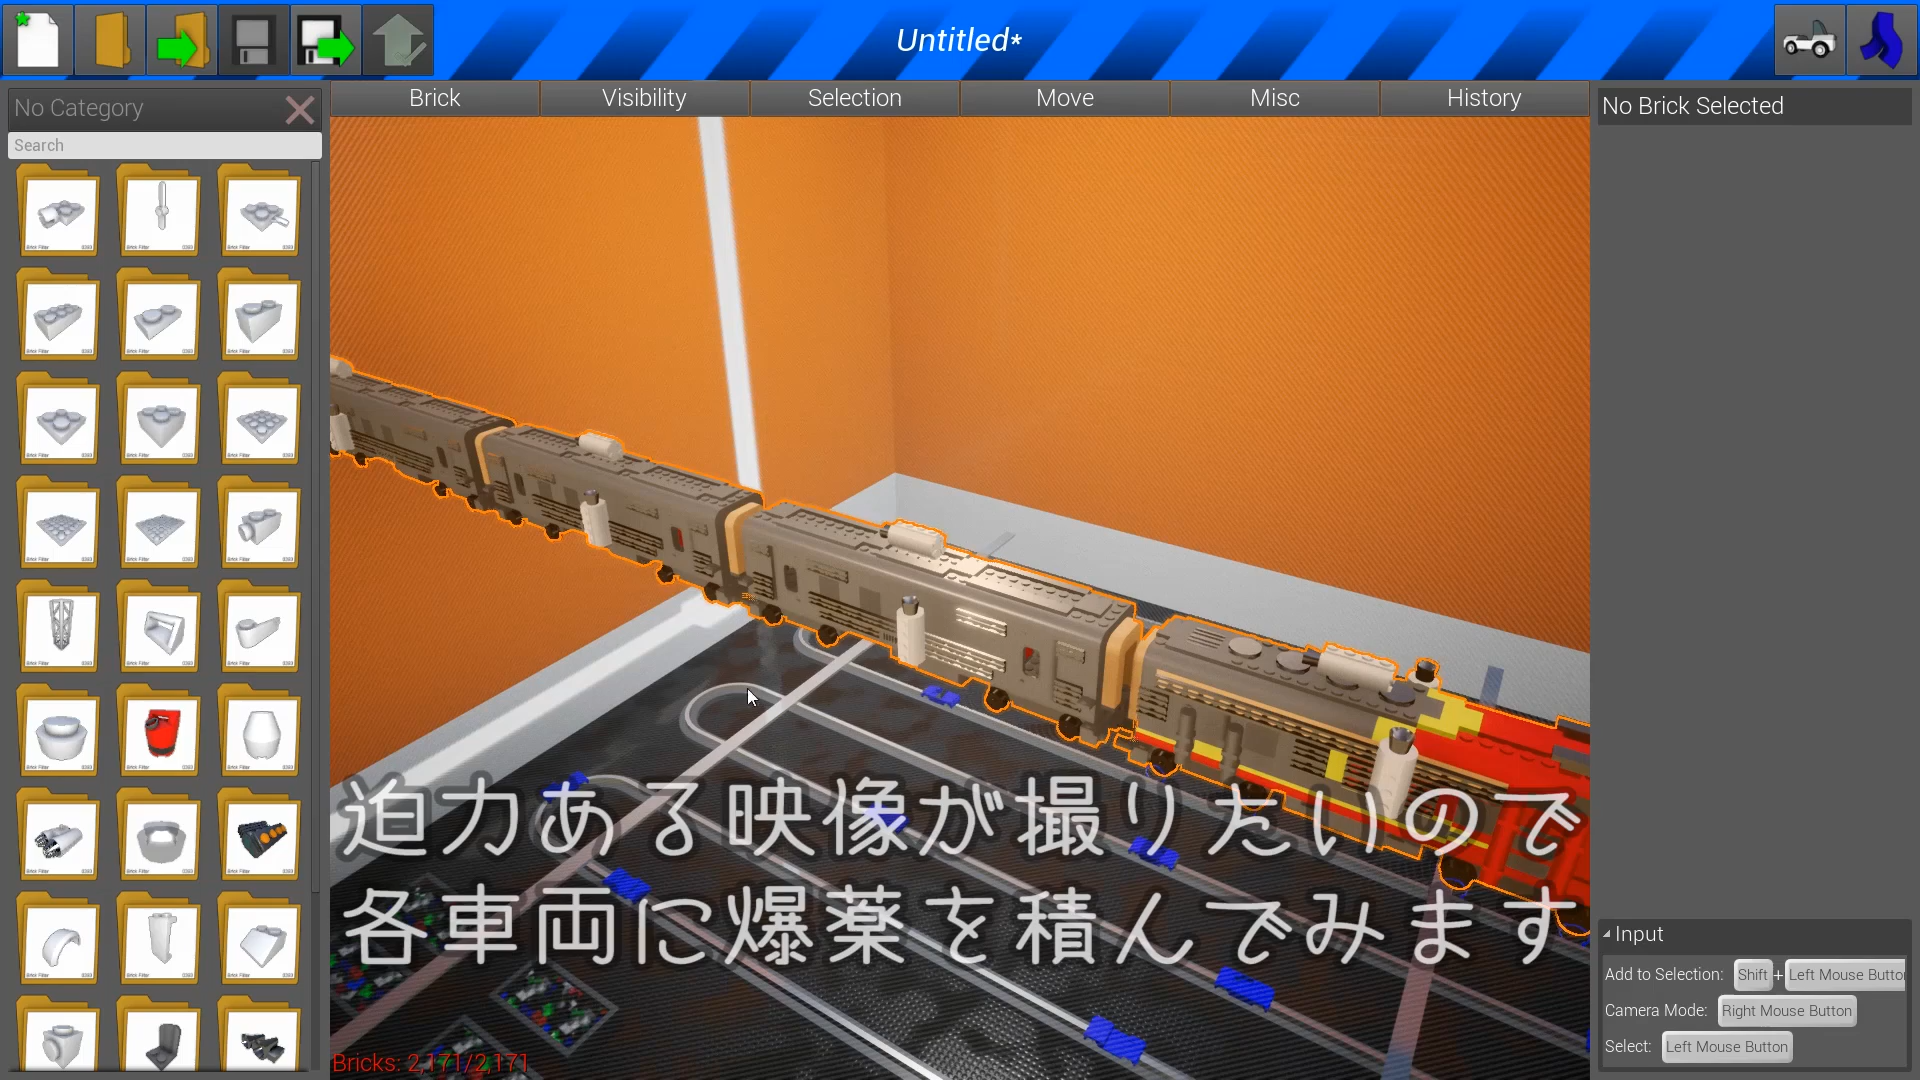 Untitled*
No Category
Search
Brick
Visibility
Selection
Move
Misc
History
No Brick Selected
迫力ある映像が撮りたいので
各車両に爆薬を積んでみます
Bricks: 2,171/2,171
Input
Add to Selection: Shift + Left Mouse Butto
Camera Mode: Right Mouse Button
Select: Left Mouse Button